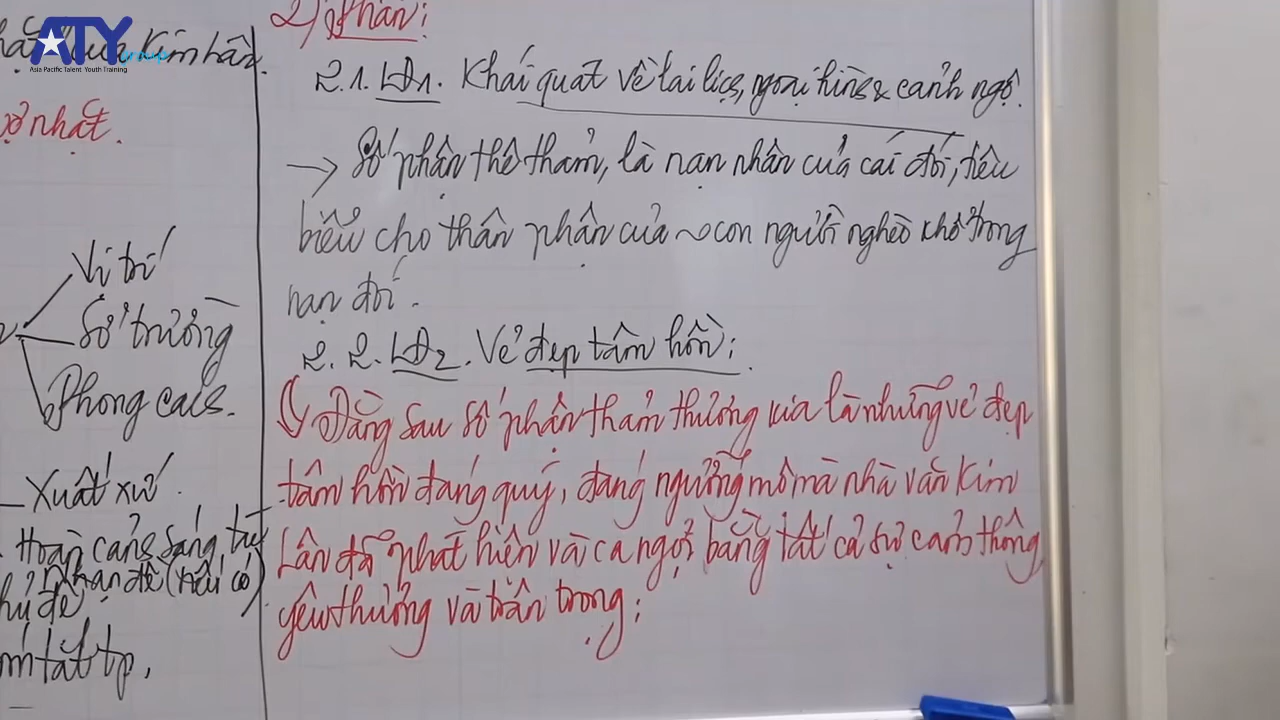 ATY group
Asia Pacific Talent Youth Training
Kim Lân.
nhất.
Vị trí
Sở trường
Phong cách.
- Xuất xứ.
Hoàn cảnh sáng tác
Nhan đề (nếu có)
chủ đề
tóm tắt tp.
2) Thân:
2.1. LĐ1. Khái quát về lai lịch, ngoại hình & cảnh ngộ.
→ Số phận thê thảm, là nạn nhân của cái đói, tiêu
biểu cho thân phận của ~ con người nghèo khổ trong
nạn đói.
2.2. LĐ2. Vẻ đẹp tâm hồn:
Đằng sau số phận thảm thương kia là những vẻ đẹp
tâm hồn đáng quý, đáng ngưỡng mộ mà nhà văn Kim
Lân đã phát hiện và ca ngợi bằng tất cả sự cảm thông,
yêu thương và trân trọng: